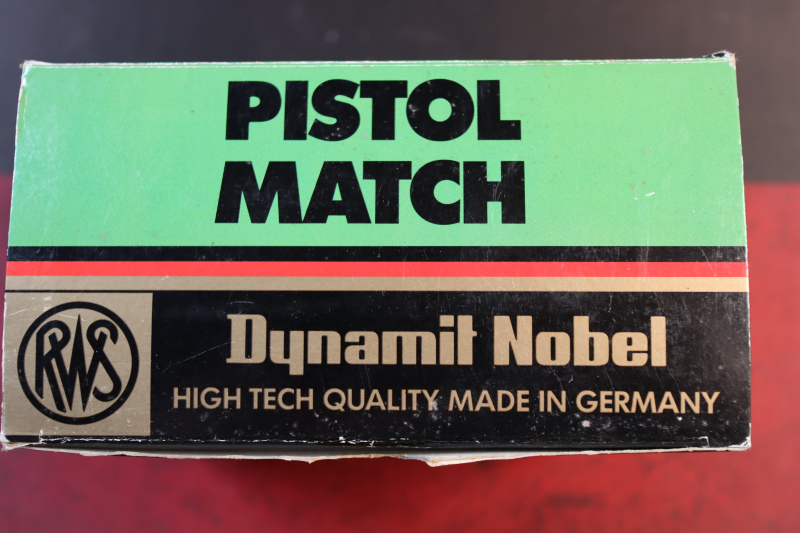 PISTOL
MATCH
RWS
Dynamit Nobel
HIGH TECH QUALITY MADE IN GERMANY